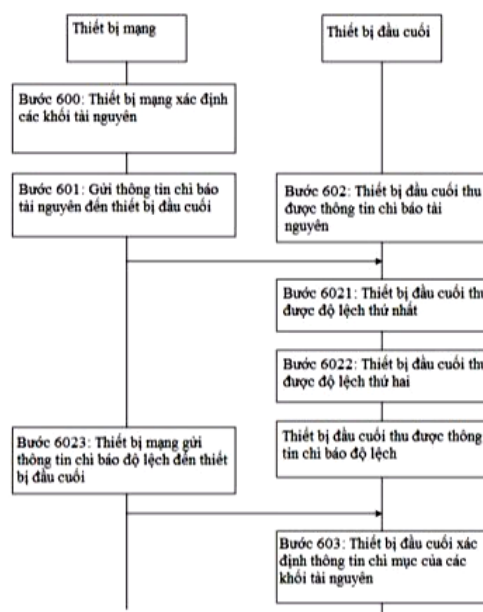 Thiết bị mạng
Thiết bị đầu cuối
Bước 600: Thiết bị mạng xác định
các khối tài nguyên
Bước 601: Gửi thông tin chỉ báo
tài nguyên đến thiết bị đầu cuối
Bước 602: Thiết bị đầu cuối thu
được thông tin chỉ báo tài
nguyên
Bước 6021: Thiết bị đầu cuối thu
được độ lệch thứ nhất
Bước 6022: Thiết bị đầu cuối thu
được độ lệch thứ hai
Bước 6023: Thiết bị mạng gửi
thông tin chỉ báo độ lệch đến thiết
bị đầu cuối
Thiết bị đầu cuối thu được thông
tin chỉ báo độ lệch
Bước 603: Thiết bị đầu cuối xác
định thông tin chỉ mục của các
khối tài nguyên